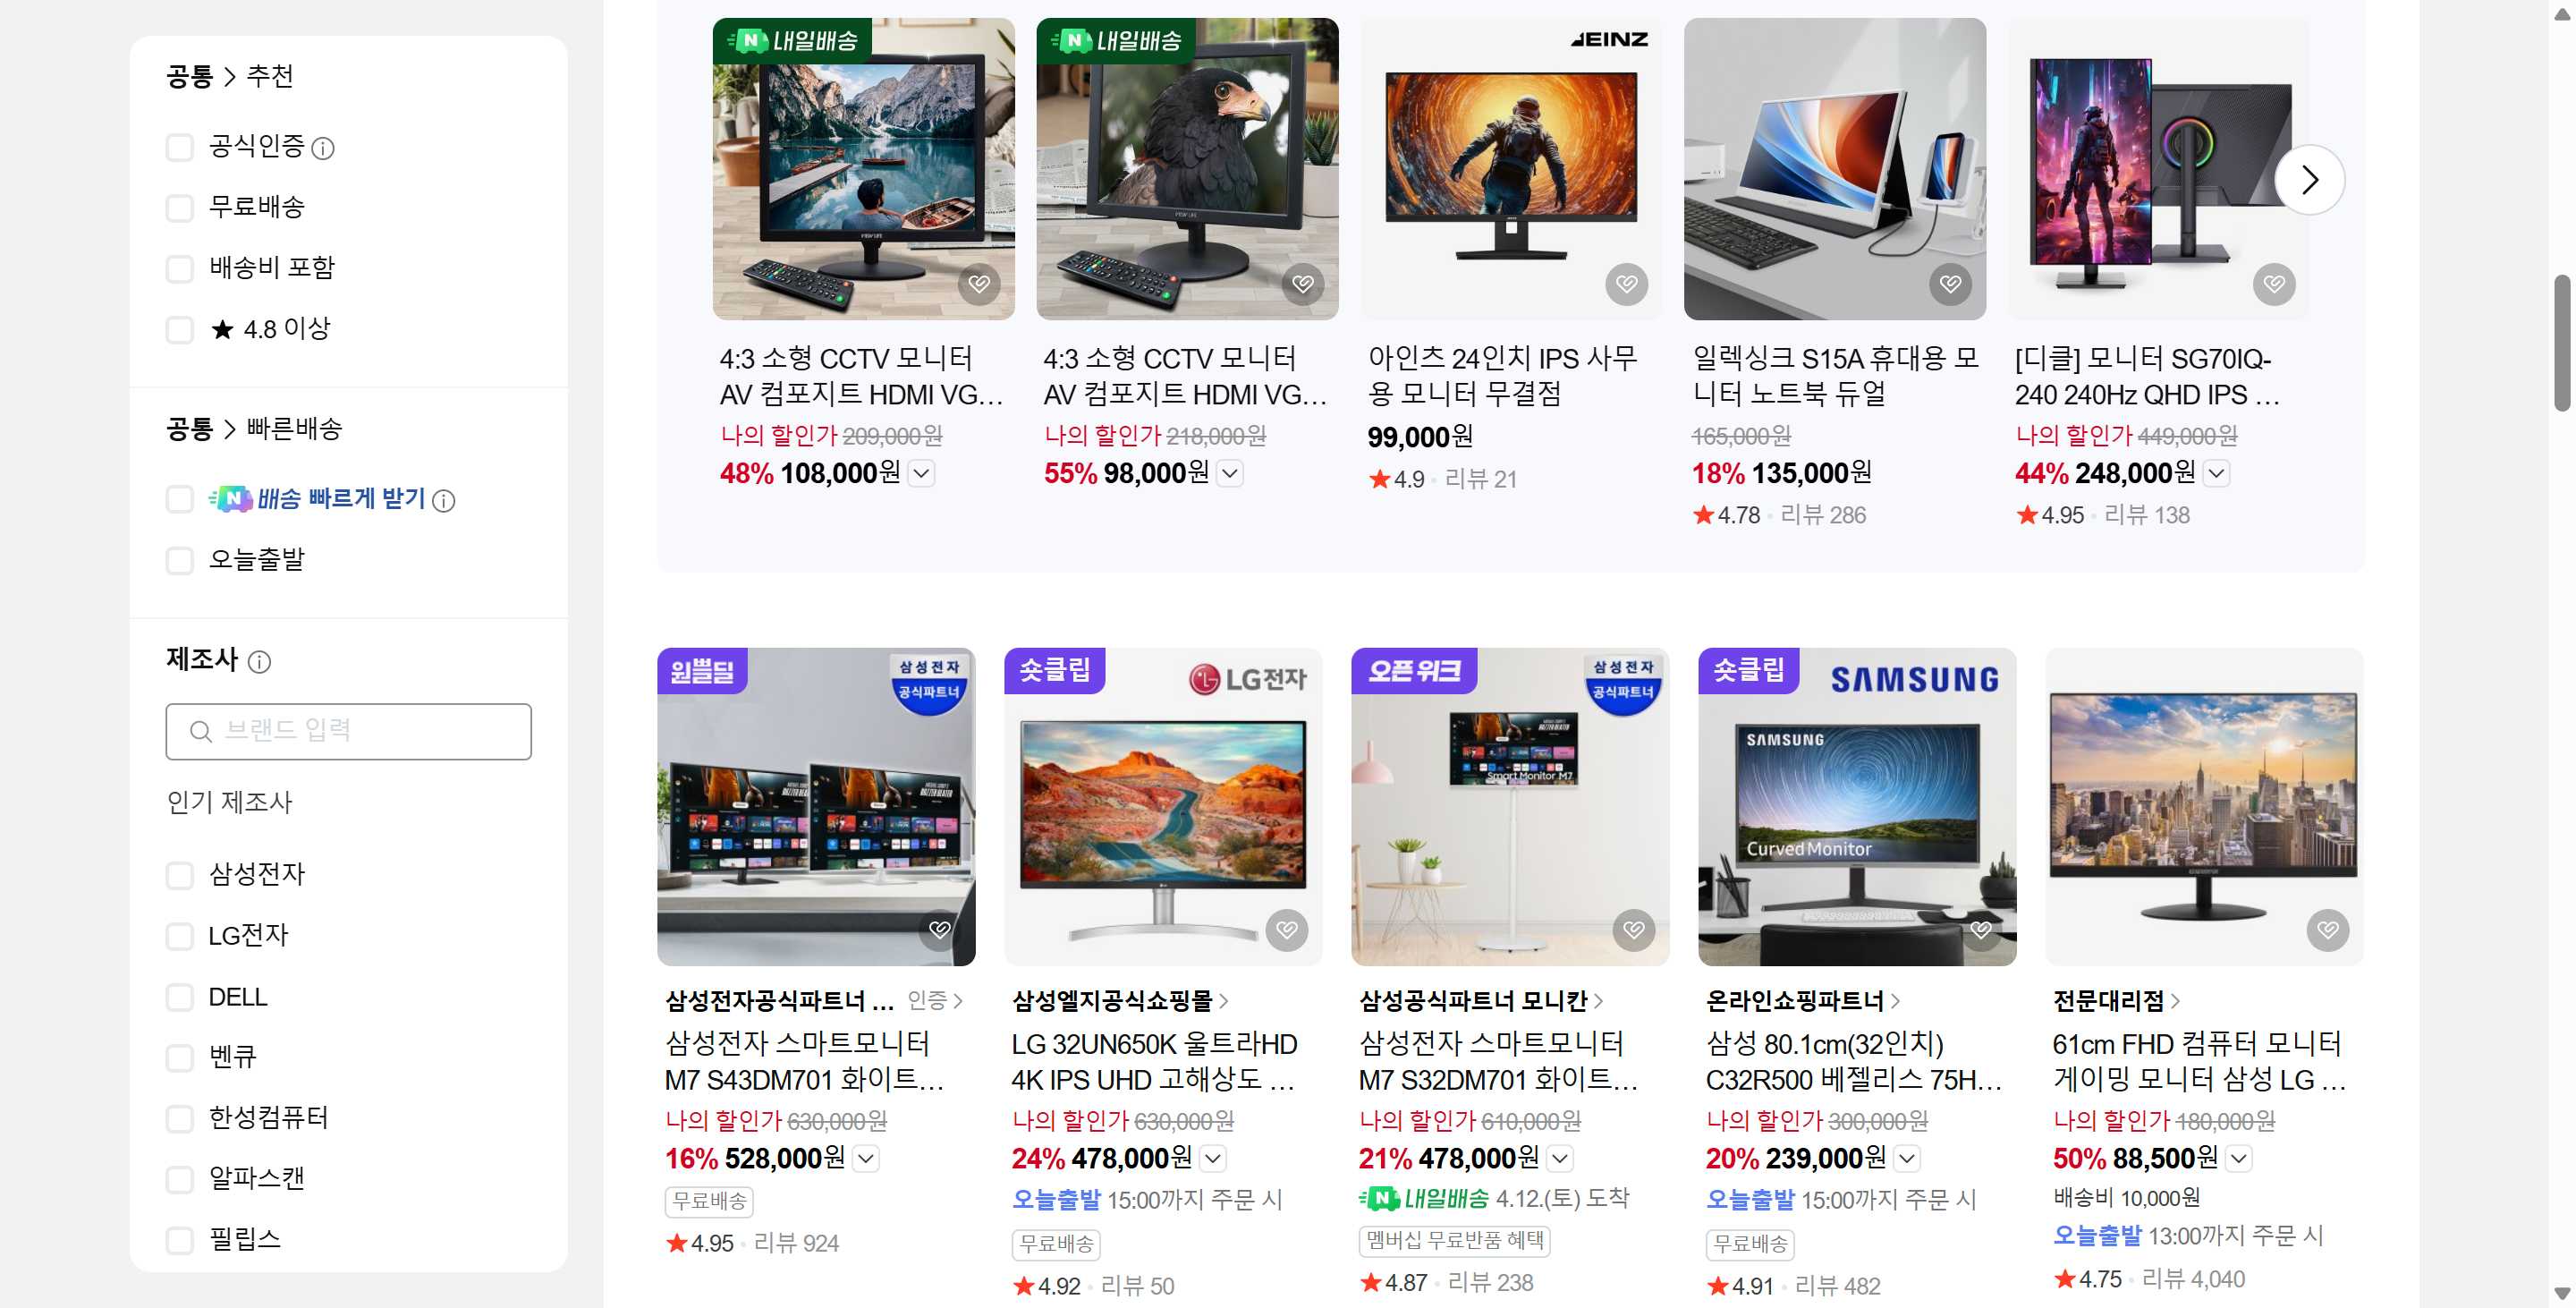 공통 > 추천
공식인증
무료배송
배송비 포함
★ 4.8 이상
공통 > 빠른배송
N 배송 빠르게 받기
오늘출발
제조사
브랜드 입력
인기 제조사
삼성전자
LG전자
DELL
벤큐
한성컴퓨터
알파스캔
필립스
N 내일배송
4:3 소형 CCTV 모니터
AV 컴포지트 HDMI VG...
나의 할인가 209,000원
48% 108,000원
N 내일배송
4:3 소형 CCTV 모니터
AV 컴포지트 HDMI VG...
나의 할인가 218,000원
55% 98,000원
EINZ
아인츠 24인치 IPS 사무
용 모니터 무결점
99,000원
★4.9 · 리뷰 21
일렉싱크 S15A 휴대용 모
니터 노트북 듀얼
165,000원
18% 135,000원
★4.78 · 리뷰 286
[디클] 모니터 SG70IQ-
240 240Hz QHD IPS ...
나의 할인가 449,000원
44% 248,000원
★4.95 · 리뷰 138
원쁠딜
삼성전자
공식파트너
삼성전자공식파트너 ... 인증 >
삼성전자 스마트모니터
M7 S43DM701 화이트...
나의 할인가 630,000원
16% 528,000원
무료배송
★4.95 · 리뷰 924
숏클립
LG전자
삼성엘지공식쇼핑몰 >
LG 32UN650K 울트라HD
4K IPS UHD 고해상도 ...
나의 할인가 630,000원
24% 478,000원
오늘출발 15:00까지 주문 시
무료배송
★4.92 · 리뷰 50
오픈위크
삼성전자
공식파트너
Smart Monitor M7
삼성공식파트너 모니칸 >
삼성전자 스마트모니터
M7 S32DM701 화이트...
나의 할인가 610,000원
21% 478,000원
N 내일배송 4.12.(토) 도착
멤버십 무료반품 혜택
★4.87 · 리뷰 238
숏클립
SAMSUNG
SAMSUNG
Curved Monitor
온라인쇼핑파트너 >
삼성 80.1cm(32인치)
C32R500 베젤리스 75H...
나의 할인가 300,000원
20% 239,000원
오늘출발 15:00까지 주문 시
무료배송
★4.91 · 리뷰 482
전문대리점 >
61cm FHD 컴퓨터 모니터
게이밍 모니터 삼성 LG ...
나의 할인가 180,000원
50% 88,500원
배송비 10,000원
오늘출발 13:00까지 주문 시
★4.75 · 리뷰 4,040